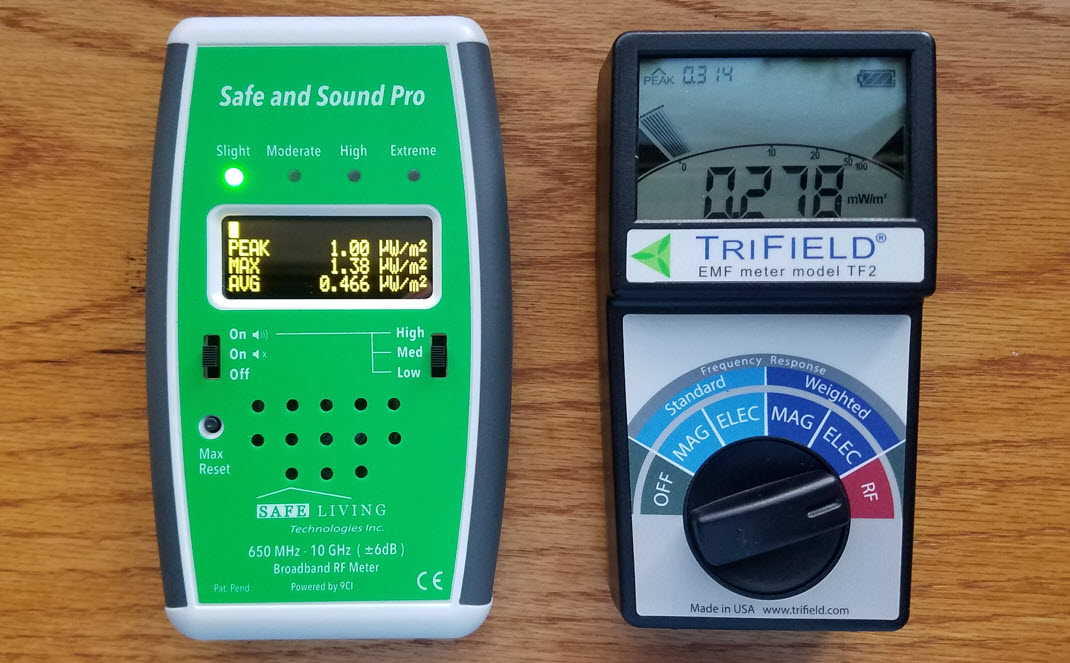 Safe and Sound Pro
Slight Moderate High Extreme
PEAK 1.00 µW/m²
MAX 1.38 µW/m²
AVG 0.466 µW/m²
On High
On Med
Off Low
Max
Reset
SAFE LIVING
Technologies Inc.
650 MHz - 10 GHz ( ±6dB )
Broadband RF Meter
Pat. Pend. Powered by 9CI CE
PEAK 0.314
0 10 20 50 100
0.278 mW/m²
TRIFIELD®
EMF meter model TF2
Frequency Response
Standard Weighted
OFF MAG ELEC MAG ELEC RF
Made in USA www.trifield.com